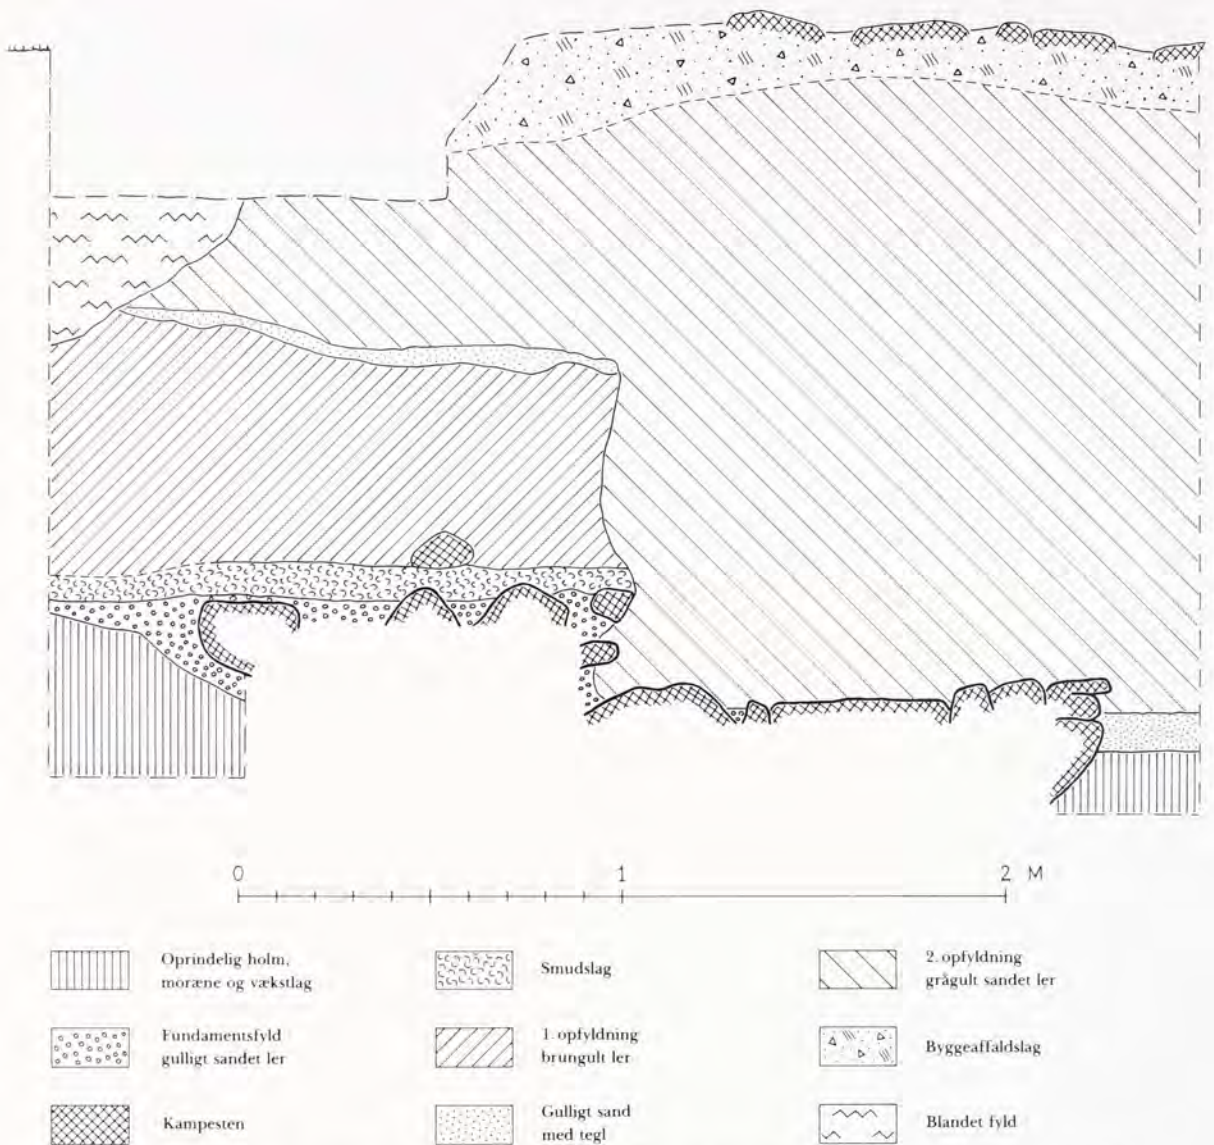 0 1 2 M
Oprindelig holm,
moræne og vækstlag
Smudslag
2. opfyldning
grågult sandet ler
Fundamentsfyld
gulligt sandet ler
1. opfyldning
brungult ler
Byggeaffaldslag
Kampesten
Gulligt sand
med tegl
Blandet fyld